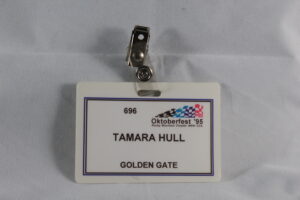 696
Oktoberfest '95
TAMARA HULL
GOLDEN GATE